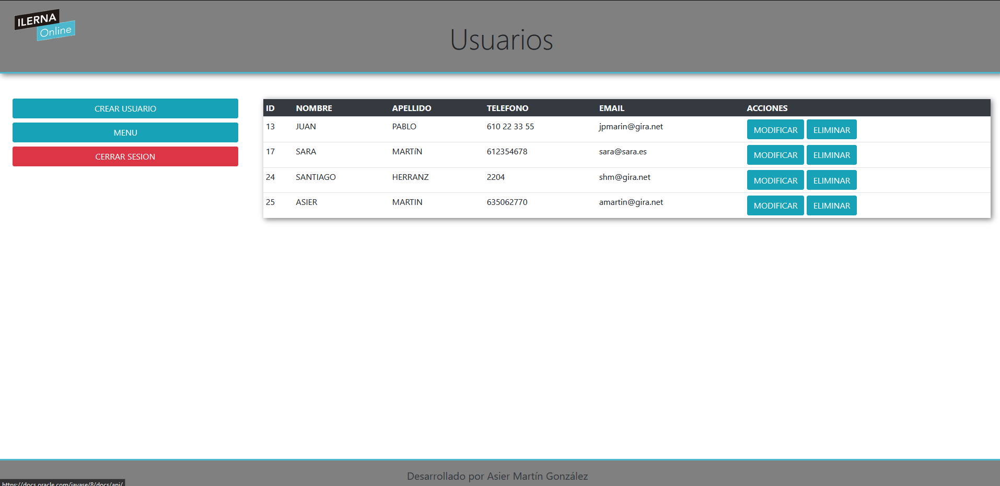 ILERNA
Online
Usuarios
CREAR USUARIO
MENU
CERRAR SESION
ID NOMBRE APELLIDO TELEFONO EMAIL ACCIONES
13 JUAN PABLO 610 22 33 55 jpmarin@gira.net MODIFICAR ELIMINAR
17 SARA MARTíN 612354678 sara@sara.es MODIFICAR ELIMINAR
24 SANTIAGO HERRANZ 2204 shm@gira.net MODIFICAR ELIMINAR
25 ASIER MARTIN 635062770 amartin@gira.net MODIFICAR ELIMINAR
Desarrollado por Asier Martín González
https://docs.oracle.com/javase/8/docs/api/